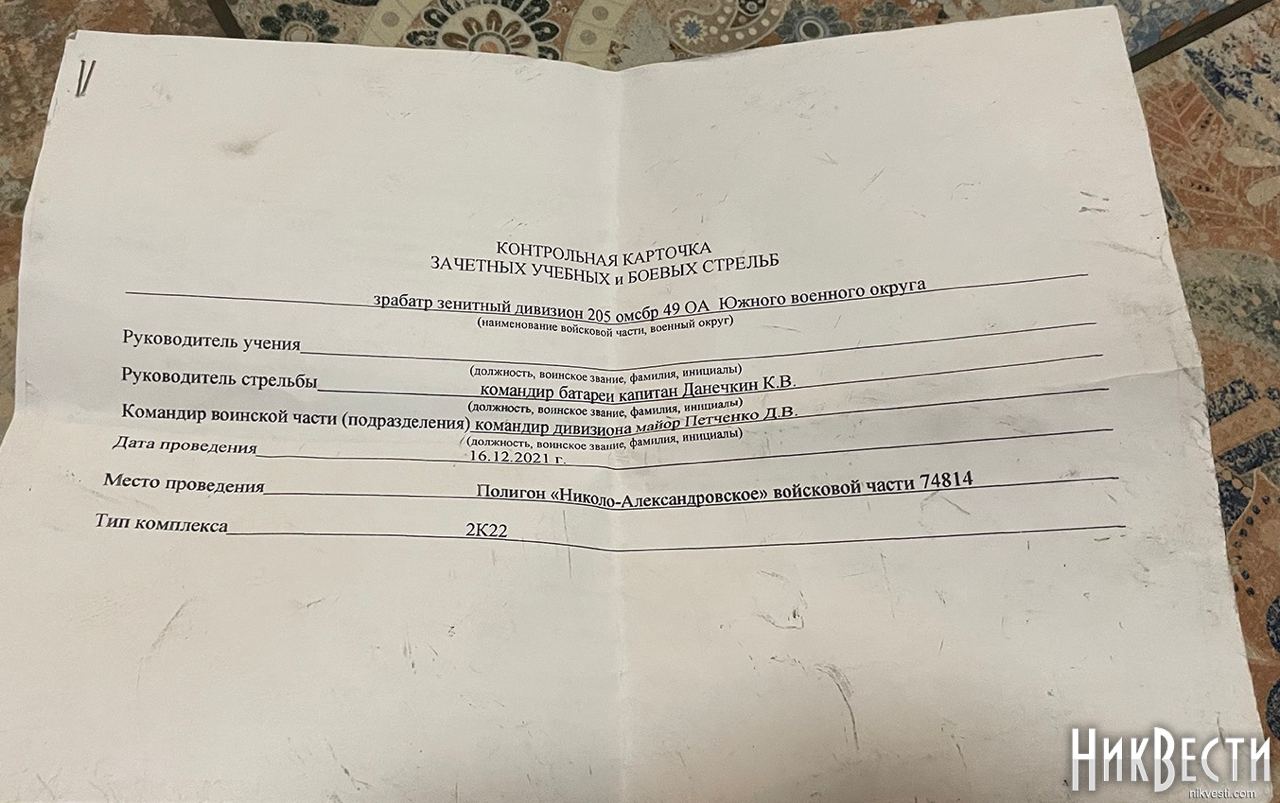 КОНТРОЛЬНАЯ КАРТОЧКА
ЗАЧЕТНЫХ УЧЕБНЫХ и БОЕВЫХ СТРЕЛЬБ
зрабатр зенитный дивизион 205 омсбр 49 ОА Южного военного округа
(наименование войсковой части, военный округ)
Руководитель учения
(должность, воинское звание, фамилия, инициалы)
Руководитель стрельбы командир батареи капитан Данечкин К.В.
(должность, воинское звание, фамилия, инициалы)
Командир воинской части (подразделения) командир дивизиона майор Петченко Д.В.
(должность, воинское звание, фамилия, инициалы)
Дата проведения 16.12.2021 г.
Место проведения Полигон «Николо-Александровское» войсковой части 74814
Тип комплекса 2К22
НикВести
nikvesti.com